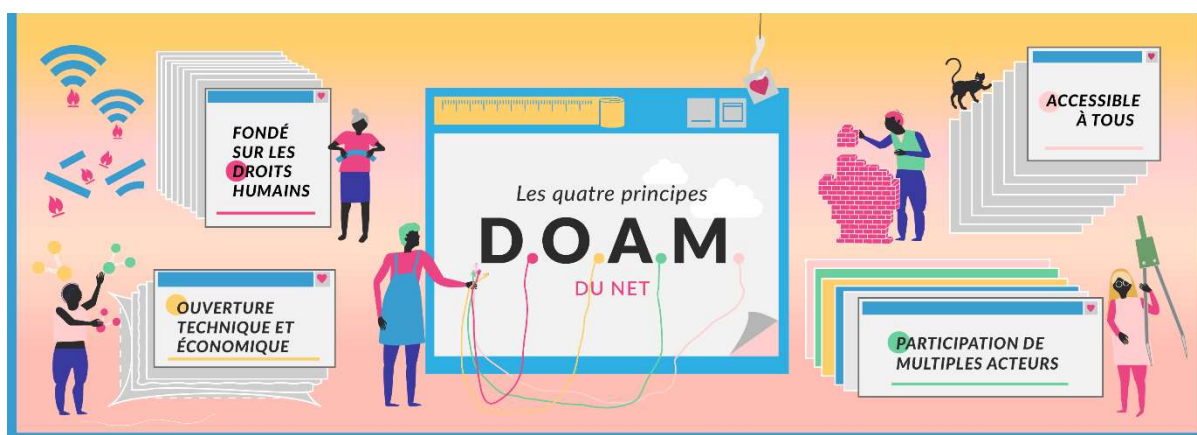 FONDÉ
SUR LES
DROITS
HUMAINS
OUVERTURE
TECHNIQUE ET
ÉCONOMIQUE
Les quatre principes
D.O.A.M
DU NET
ACCESSIBLE
À TOUS
PARTICIPATION DE
MULTIPLES ACTEURS